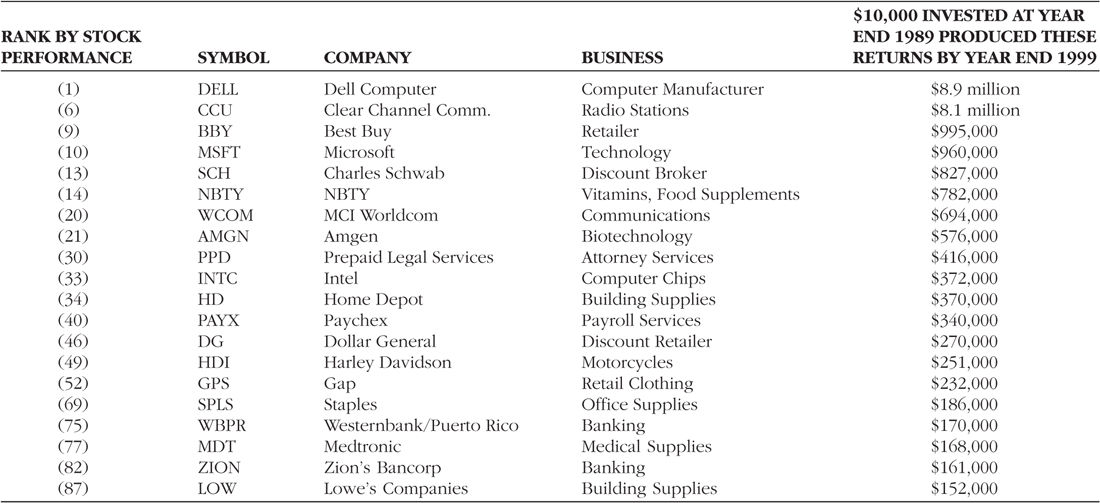 $10,000 INVESTED AT YEAR
RANK BY STOCK END 1989 PRODUCED THESE
PERFORMANCE SYMBOL COMPANY BUSINESS RETURNS BY YEAR END 1999
(1) DELL Dell Computer Computer Manufacturer $8.9 million
(6) CCU Clear Channel Comm. Radio Stations $8.1 million
(9) BBY Best Buy Retailer $995,000
(10) MSFT Microsoft Technology $960,000
(13) SCH Charles Schwab Discount Broker $827,000
(14) NBTY NBTY Vitamins, Food Supplements $782,000
(20) WCOM MCI Worldcom Communications $694,000
(21) AMGN Amgen Biotechnology $576,000
(30) PPD Prepaid Legal Services Attorney Services $416,000
(33) INTC Intel Computer Chips $372,000
(34) HD Home Depot Building Supplies $370,000
(40) PAYX Paychex Payroll Services $340,000
(46) DG Dollar General Discount Retailer $270,000
(49) HDI Harley Davidson Motorcycles $251,000
(52) GPS Gap Retail Clothing $232,000
(69) SPLS Staples Office Supplies $186,000
(75) WBPR Westernbank/Puerto Rico Banking $170,000
(77) MDT Medtronic Medical Supplies $168,000
(82) ZION Zion's Bancorp Banking $161,000
(87) LOW Lowe's Companies Building Supplies $152,000